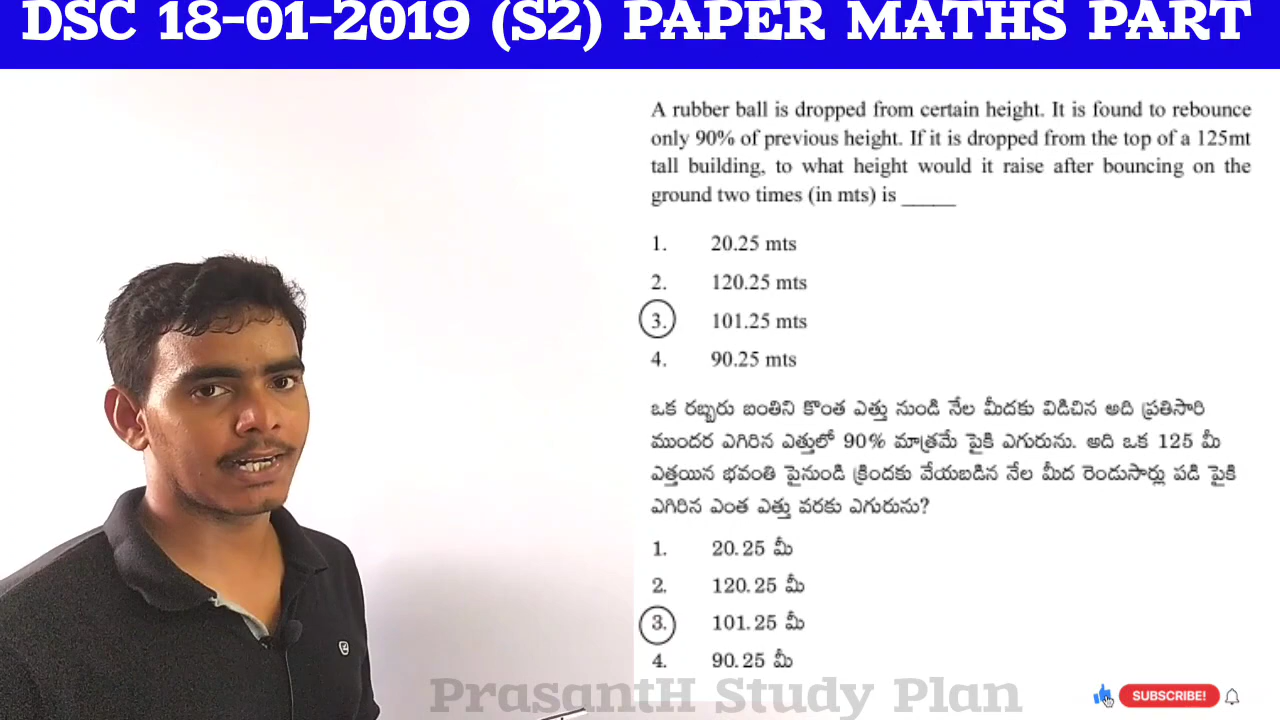 DSC 18-01-2019 (S2) PAPER MATHS PART
A rubber ball is dropped from certain height. It is found to rebounce
only 90% of previous height. If it is dropped from the top of a 125mt
tall building, to what height would it raise after bouncing on the
ground two times (in mts) is _____
1. 20.25 mts
2. 120.25 mts
3. 101.25 mts
4. 90.25 mts
ఒక రబ్బరు బంతిని కొంత ఎత్తు నుండి నేల మీదకు విడిచిన అది ప్రతిసారి
ముందర ఎగిరిన ఎత్తులో 90% మాత్రమే పైకి ఎగురును. అది ఒక 125 మీ
ఎత్తయిన భవంతి పైనుండి క్రిందకు వేయబడిన నేల మీద రెండుసార్లు పడి పైకి
ఎగిరిన ఎంత ఎత్తు వరకు ఎగురును?
1. 20.25 మీ
2. 120.25 మీ
3. 101.25 మీ
4. 90.25 మీ
PrasantH Study Plan
SUBSCRIBE!